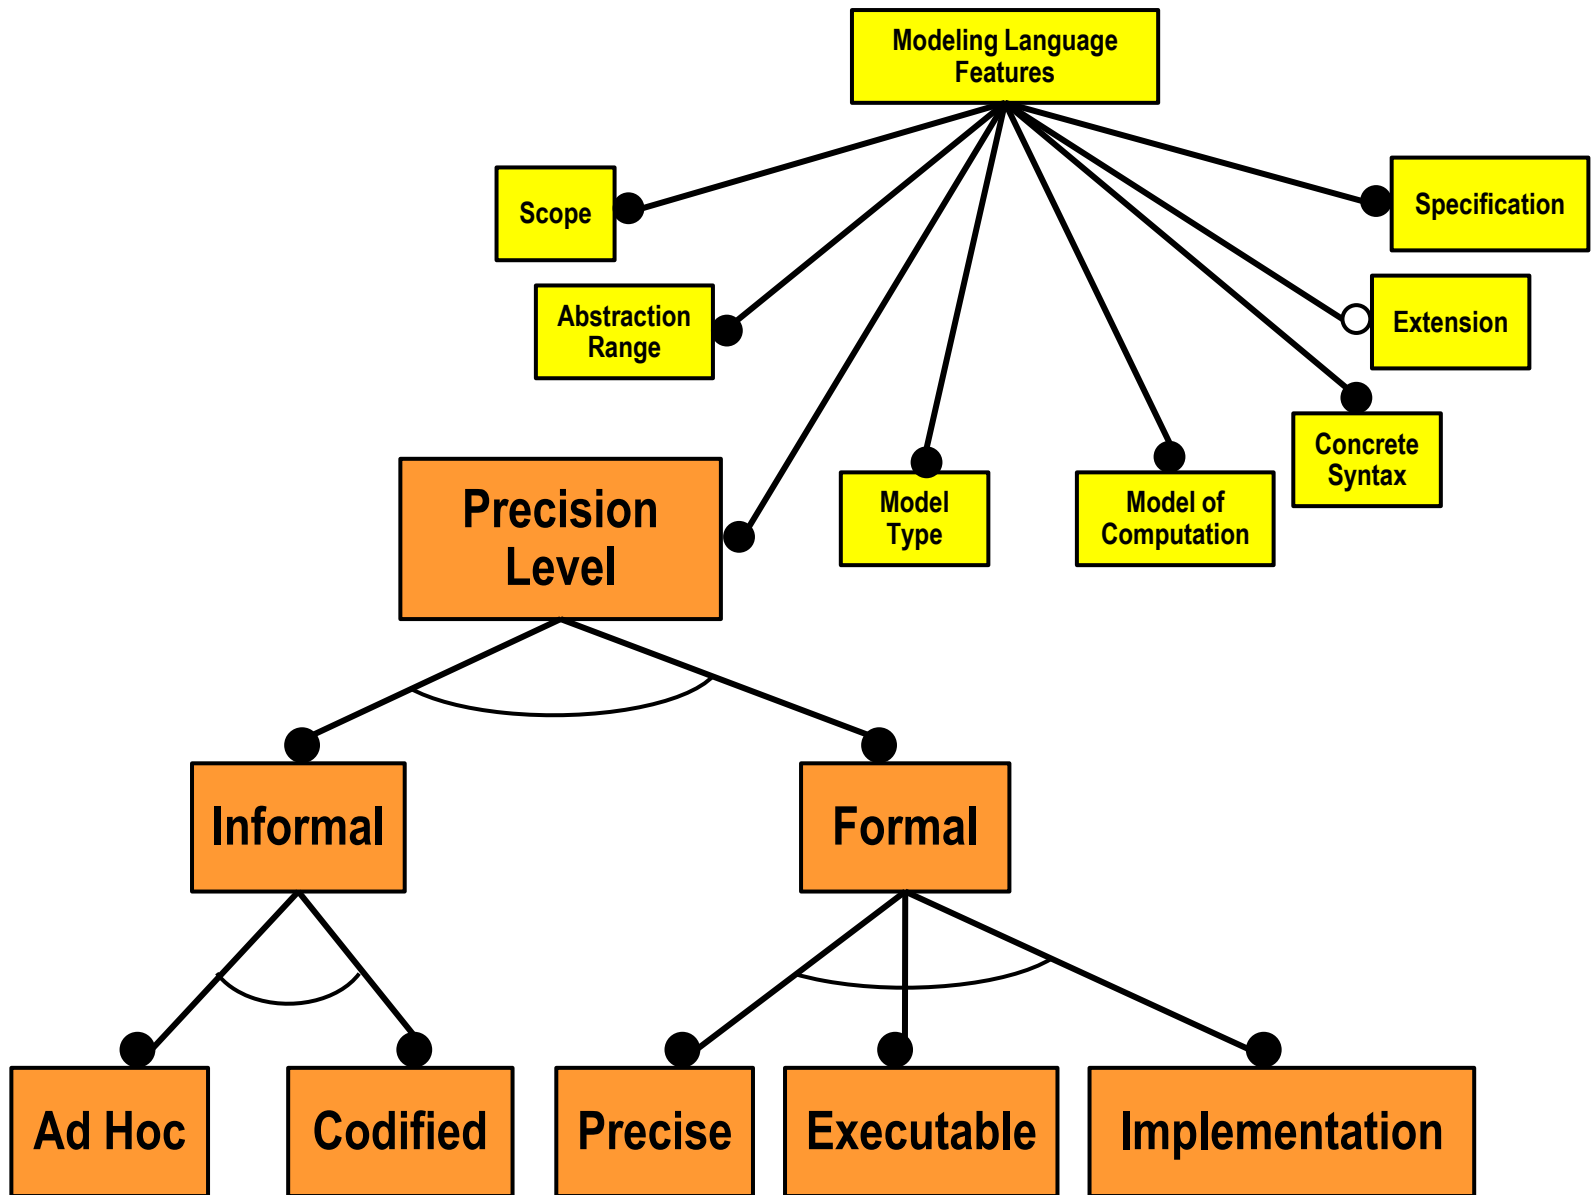 Modeling Language
Features
Scope
Specification
Abstraction
Range
Extension
Concrete
Syntax
Precision
Level
Model
Type
Model of
Computation
Informal
Formal
Ad Hoc
Codified
Precise
Executable
Implementation